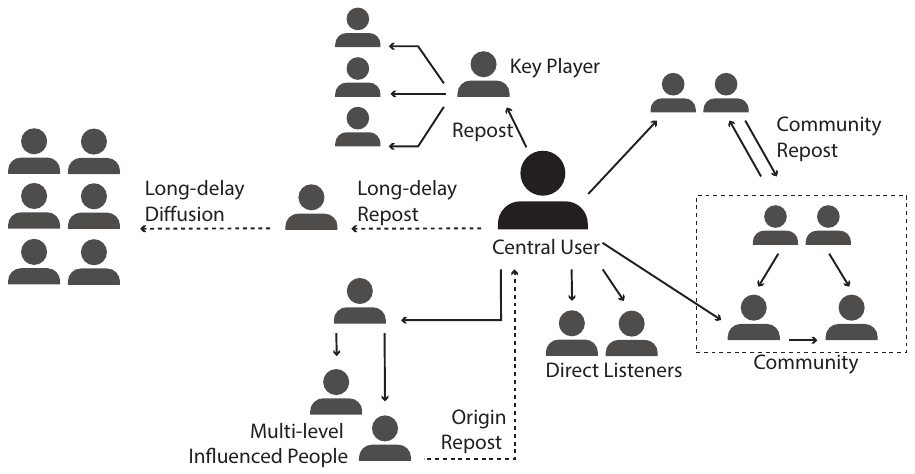 Key Player
Repost
Community
Repost
Long-delay
Diffusion
Long-delay
Repost
Central User
Direct Listeners
Community
Multi-level
Influenced People
Origin
Repost